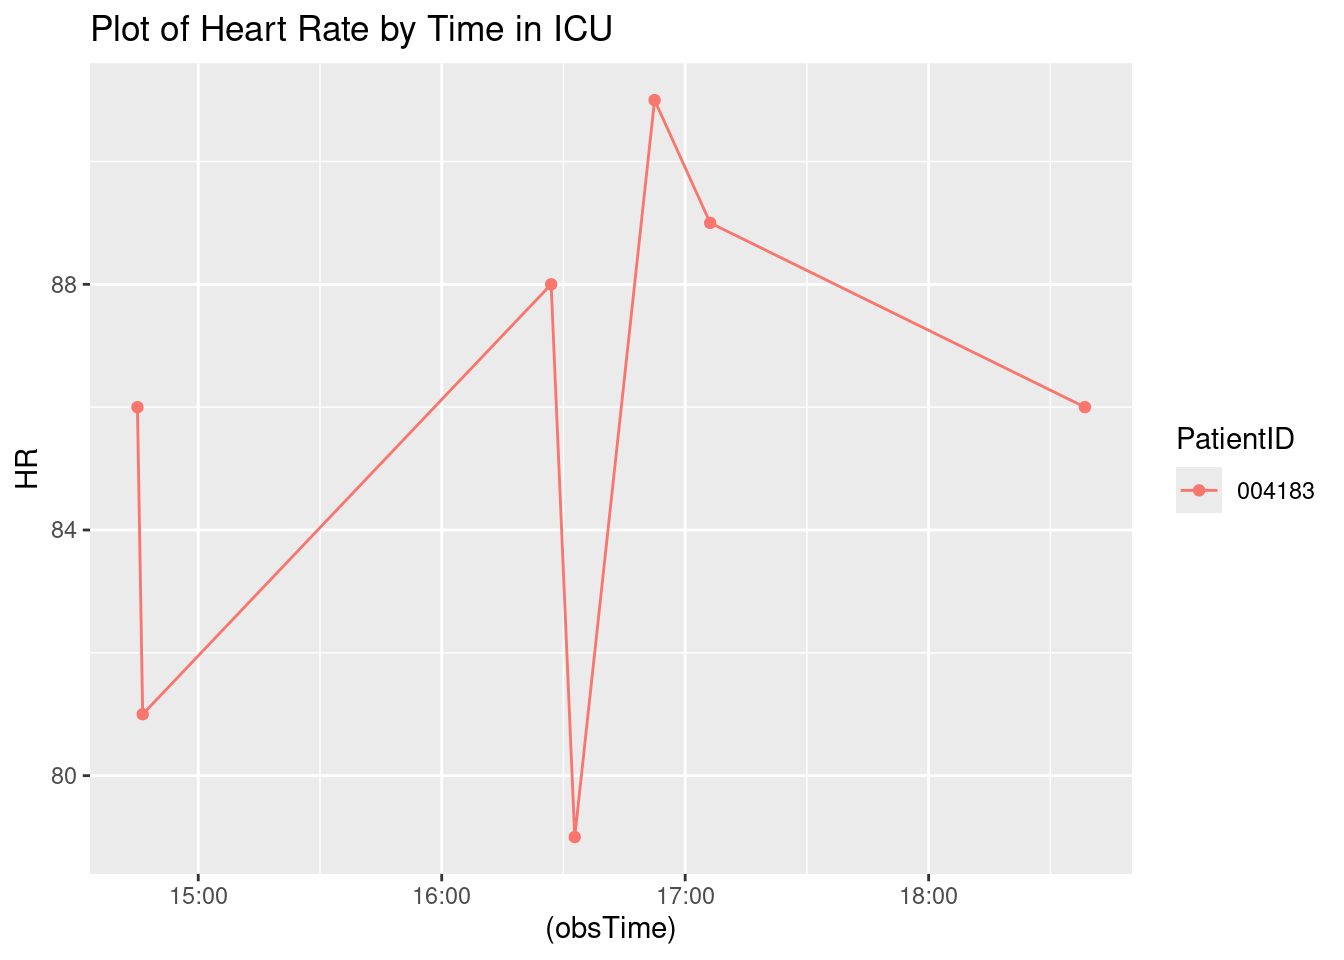 Plot of Heart Rate by Time in ICU
88
84
80
HR
15:00 16:00 17:00 18:00
(obsTime)
PatientID
004183